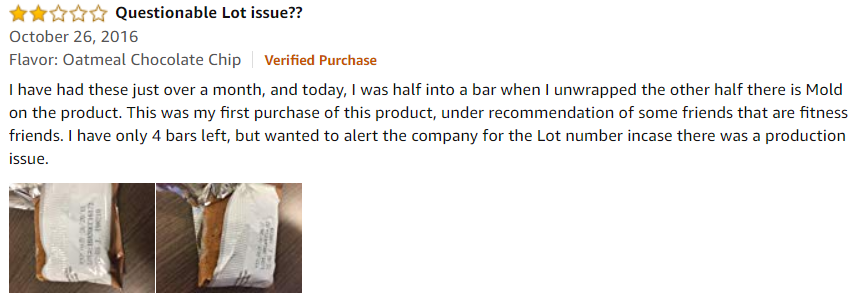 Questionable Lot issue??
October 26, 2016
Flavor: Oatmeal Chocolate Chip Verified Purchase
I have had these just over a month, and today, I was half into a bar when I unwrapped the other half there is Mold
on the product. This was my first purchase of this product, under recommendation of some friends that are fitness
friends. I have only 4 bars left, but wanted to alert the company for the Lot number incase there was a production
issue.